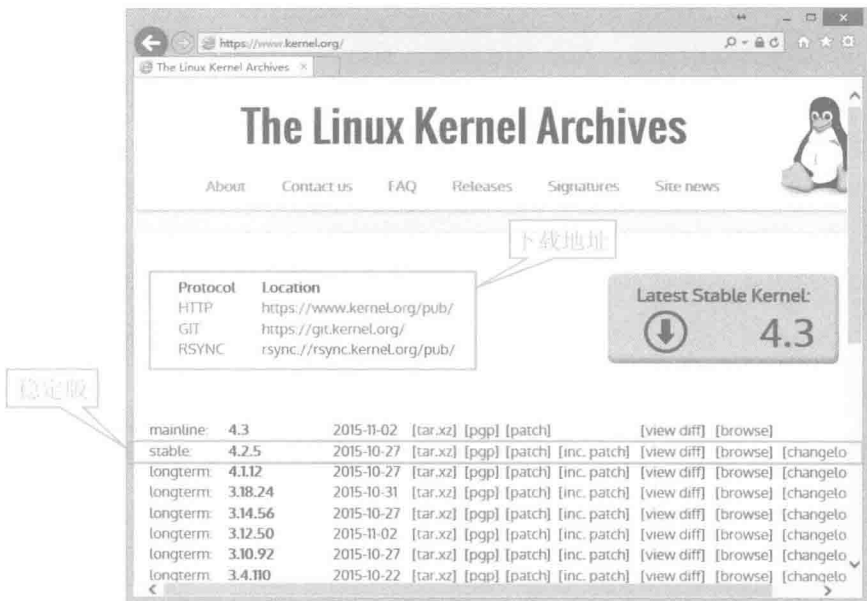 https://www.kernel.org/
The Linux Kernel Archives ×
The Linux Kernel Archives
About Contact us FAQ Releases Signatures Site news
下载地址
Protocol Location
HTTP https://www.kernel.org/pub/
GIT https://git.kernel.org/
RSYNC rsync://rsync.kernel.org/pub/
Latest Stable Kernel:
4.3
稳定版
mainline: 4.3 2015-11-02 [tar.xz] [pgp] [patch] [view diff] [browse]
stable: 4.2.5 2015-10-27 [tar.xz] [pgp] [patch] [inc. patch] [view diff] [browse] [changelo
longterm: 4.1.12 2015-10-27 [tar.xz] [pgp] [patch] [inc. patch] [view diff] [browse] [changelo
longterm: 3.18.24 2015-10-31 [tar.xz] [pgp] [patch] [inc. patch] [view diff] [browse] [changelo
longterm: 3.14.56 2015-10-27 [tar.xz] [pgp] [patch] [inc. patch] [view diff] [browse] [changelo
longterm: 3.12.50 2015-11-02 [tar.xz] [pgp] [patch] [inc. patch] [view diff] [browse] [changelo
longterm: 3.10.92 2015-10-27 [tar.xz] [pgp] [patch] [inc. patch] [view diff] [browse] [changelo
longterm: 3.4.110 2015-10-22 [tar.xz] [pgp] [patch] [inc. patch] [view diff] [browse] [changelo